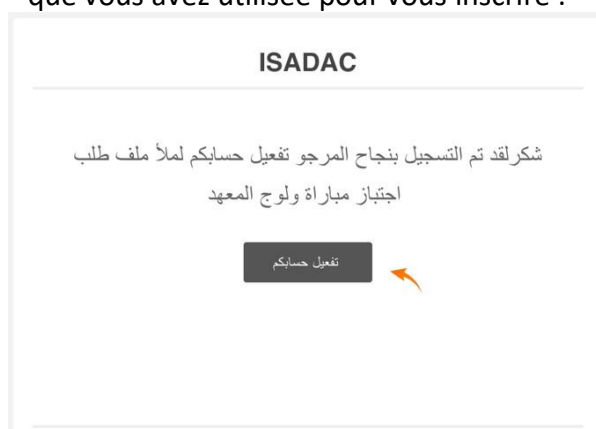 que vous avez utilisée pour vous inscrire :
ISADAC
شكرلقد تم التسجيل بنجاح المرجو تفعيل حسابكم لملأ ملف طلب
اجتباز مباراة ولوج المعهد
تفعيل حسابكم